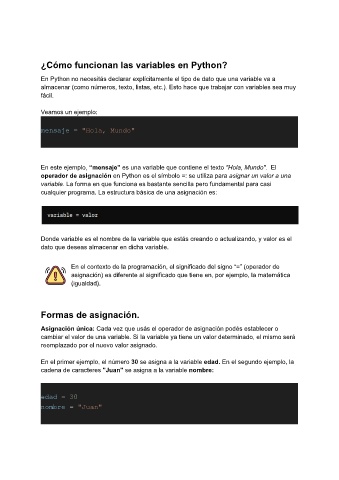 ¿Cómo funcionan las variables en Python?
En Python no necesitás declarar explícitamente el tipo de dato que una variable va a
almacenar (como números, texto, listas, etc.). Esto hace que trabajar con variables sea muy
fácil.
Veamos un ejemplo:
mensaje = "Hola, Mundo"
En este ejemplo, “mensaje” es una variable que contiene el texto “Hola, Mundo”. El
operador de asignación en Python es el símbolo =: se utiliza para asignar un valor a una
variable. La forma en que funciona es bastante sencilla pero fundamental para casi
cualquier programa. La estructura básica de una asignación es:
variable = valor
Donde variable es el nombre de la variable que estás creando o actualizando, y valor es el
dato que deseas almacenar en dicha variable.
En el contexto de la programación, el significado del signo “=” (operador de
asignación) es diferente al significado que tiene en, por ejemplo, la matemática
(igualdad).
Formas de asignación.
Asignación única: Cada vez que usás el operador de asignación podés establecer o
cambiar el valor de una variable. Si la variable ya tiene un valor determinado, el mismo será
reemplazado por el nuevo valor asignado.
En el primer ejemplo, el número 30 se asigna a la variable edad. En el segundo ejemplo, la
cadena de caracteres "Juan" se asigna a la variable nombre:
edad = 30
nombre = "Juan"